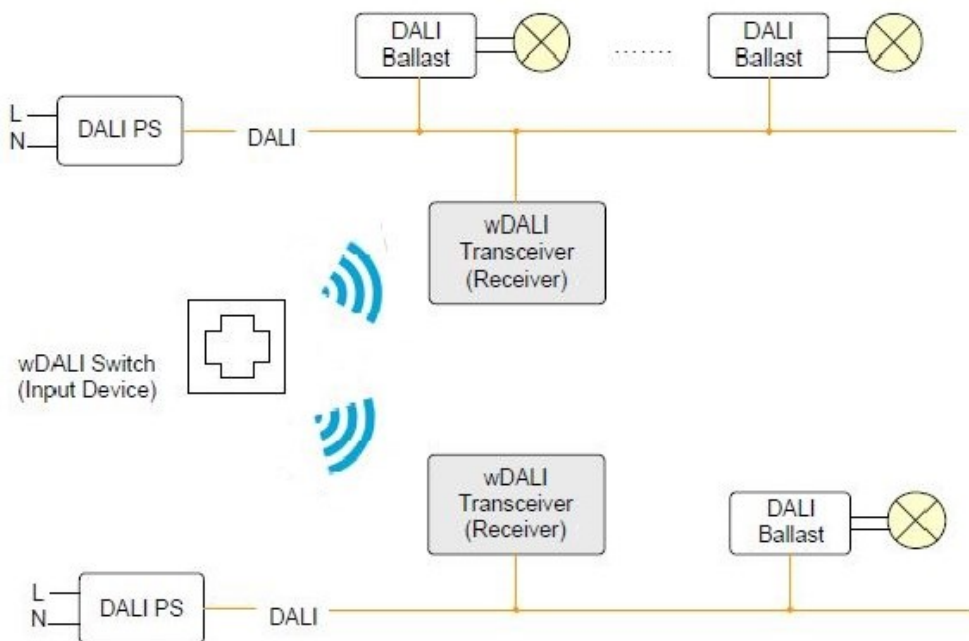 DALI
Ballast
DALI
Ballast
L
N
DALI PS
DALI
wDALI
Transceiver
(Receiver)
wDALI Switch
(Input Device)
wDALI
Transceiver
(Receiver)
DALI
Ballast
L
N
DALI PS
DALI